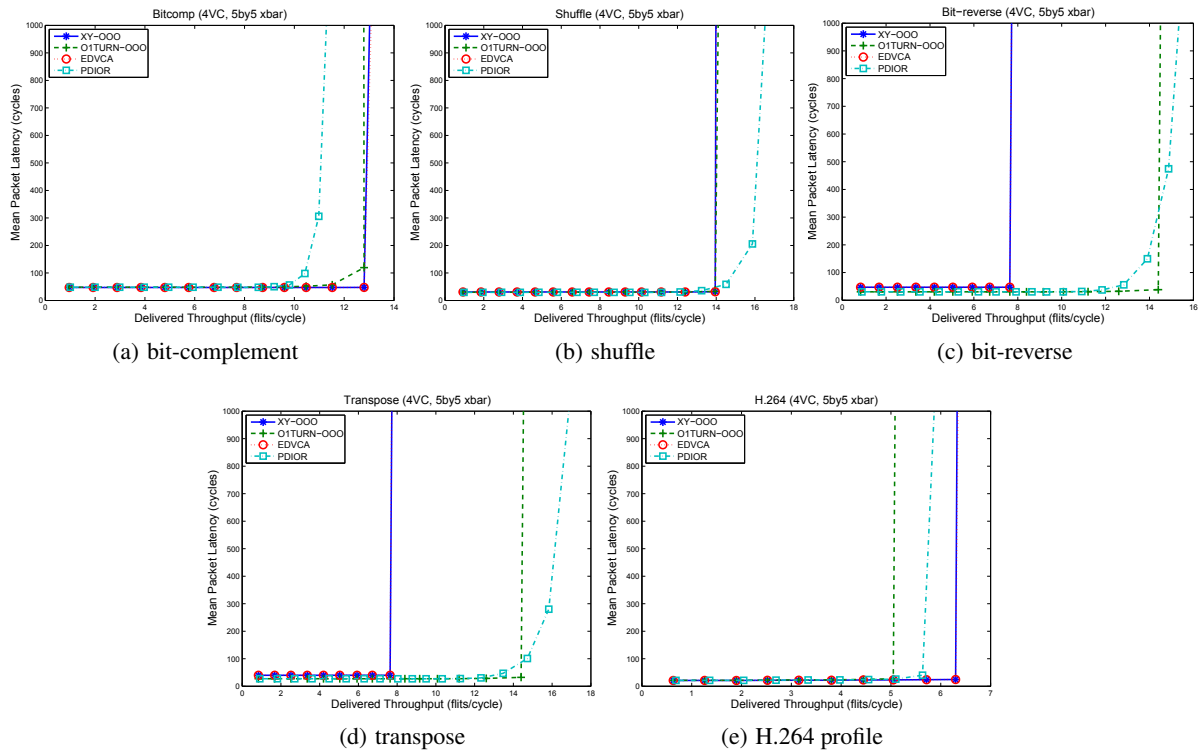 Bitcomp (4VC, 5by5 xbar)
1000
900
800
700
600
500
400
300
200
100
0
Mean Packet Latency (cycles)
XY−OOO
O1TURN−OOO
EDVCA
PDIOR
0 2 4 6 8 10 12 14
Delivered Throughput (flits/cycle)
(a) bit-complement
Shuffle (4VC, 5by5 xbar)
1000
900
800
700
600
500
400
300
200
100
0
Mean Packet Latency (cycles)
XY−OOO
O1TURN−OOO
EDVCA
PDIOR
0 2 4 6 8 10 12 14 16 18
Delivered Throughput (flits/cycle)
(b) shuffle
Bit−reverse (4VC, 5by5 xbar)
1000
900
800
700
600
500
400
300
200
100
0
Mean Packet Latency (cycles)
XY−OOO
O1TURN−OOO
EDVCA
PDIOR
0 2 4 6 8 10 12 14 16
Delivered Throughput (flits/cycle)
(c) bit-reverse
Transpose (4VC, 5by5 xbar)
1000
900
800
700
600
500
400
300
200
100
0
Mean Packet Latency (cycles)
XY−OOO
O1TURN−OOO
EDVCA
PDIOR
0 2 4 6 8 10 12 14 16 18
Delivered Throughput (flits/cycle)
(d) transpose
H.264 (4VC, 5by5 xbar)
1000
900
800
700
600
500
400
300
200
100
0
Mean Packet Latency (cycles)
XY−OOO
O1TURN−OOO
EDVCA
PDIOR
0 1 2 3 4 5 6 7
Delivered Throughput (flits/cycle)
(e) H.264 profile